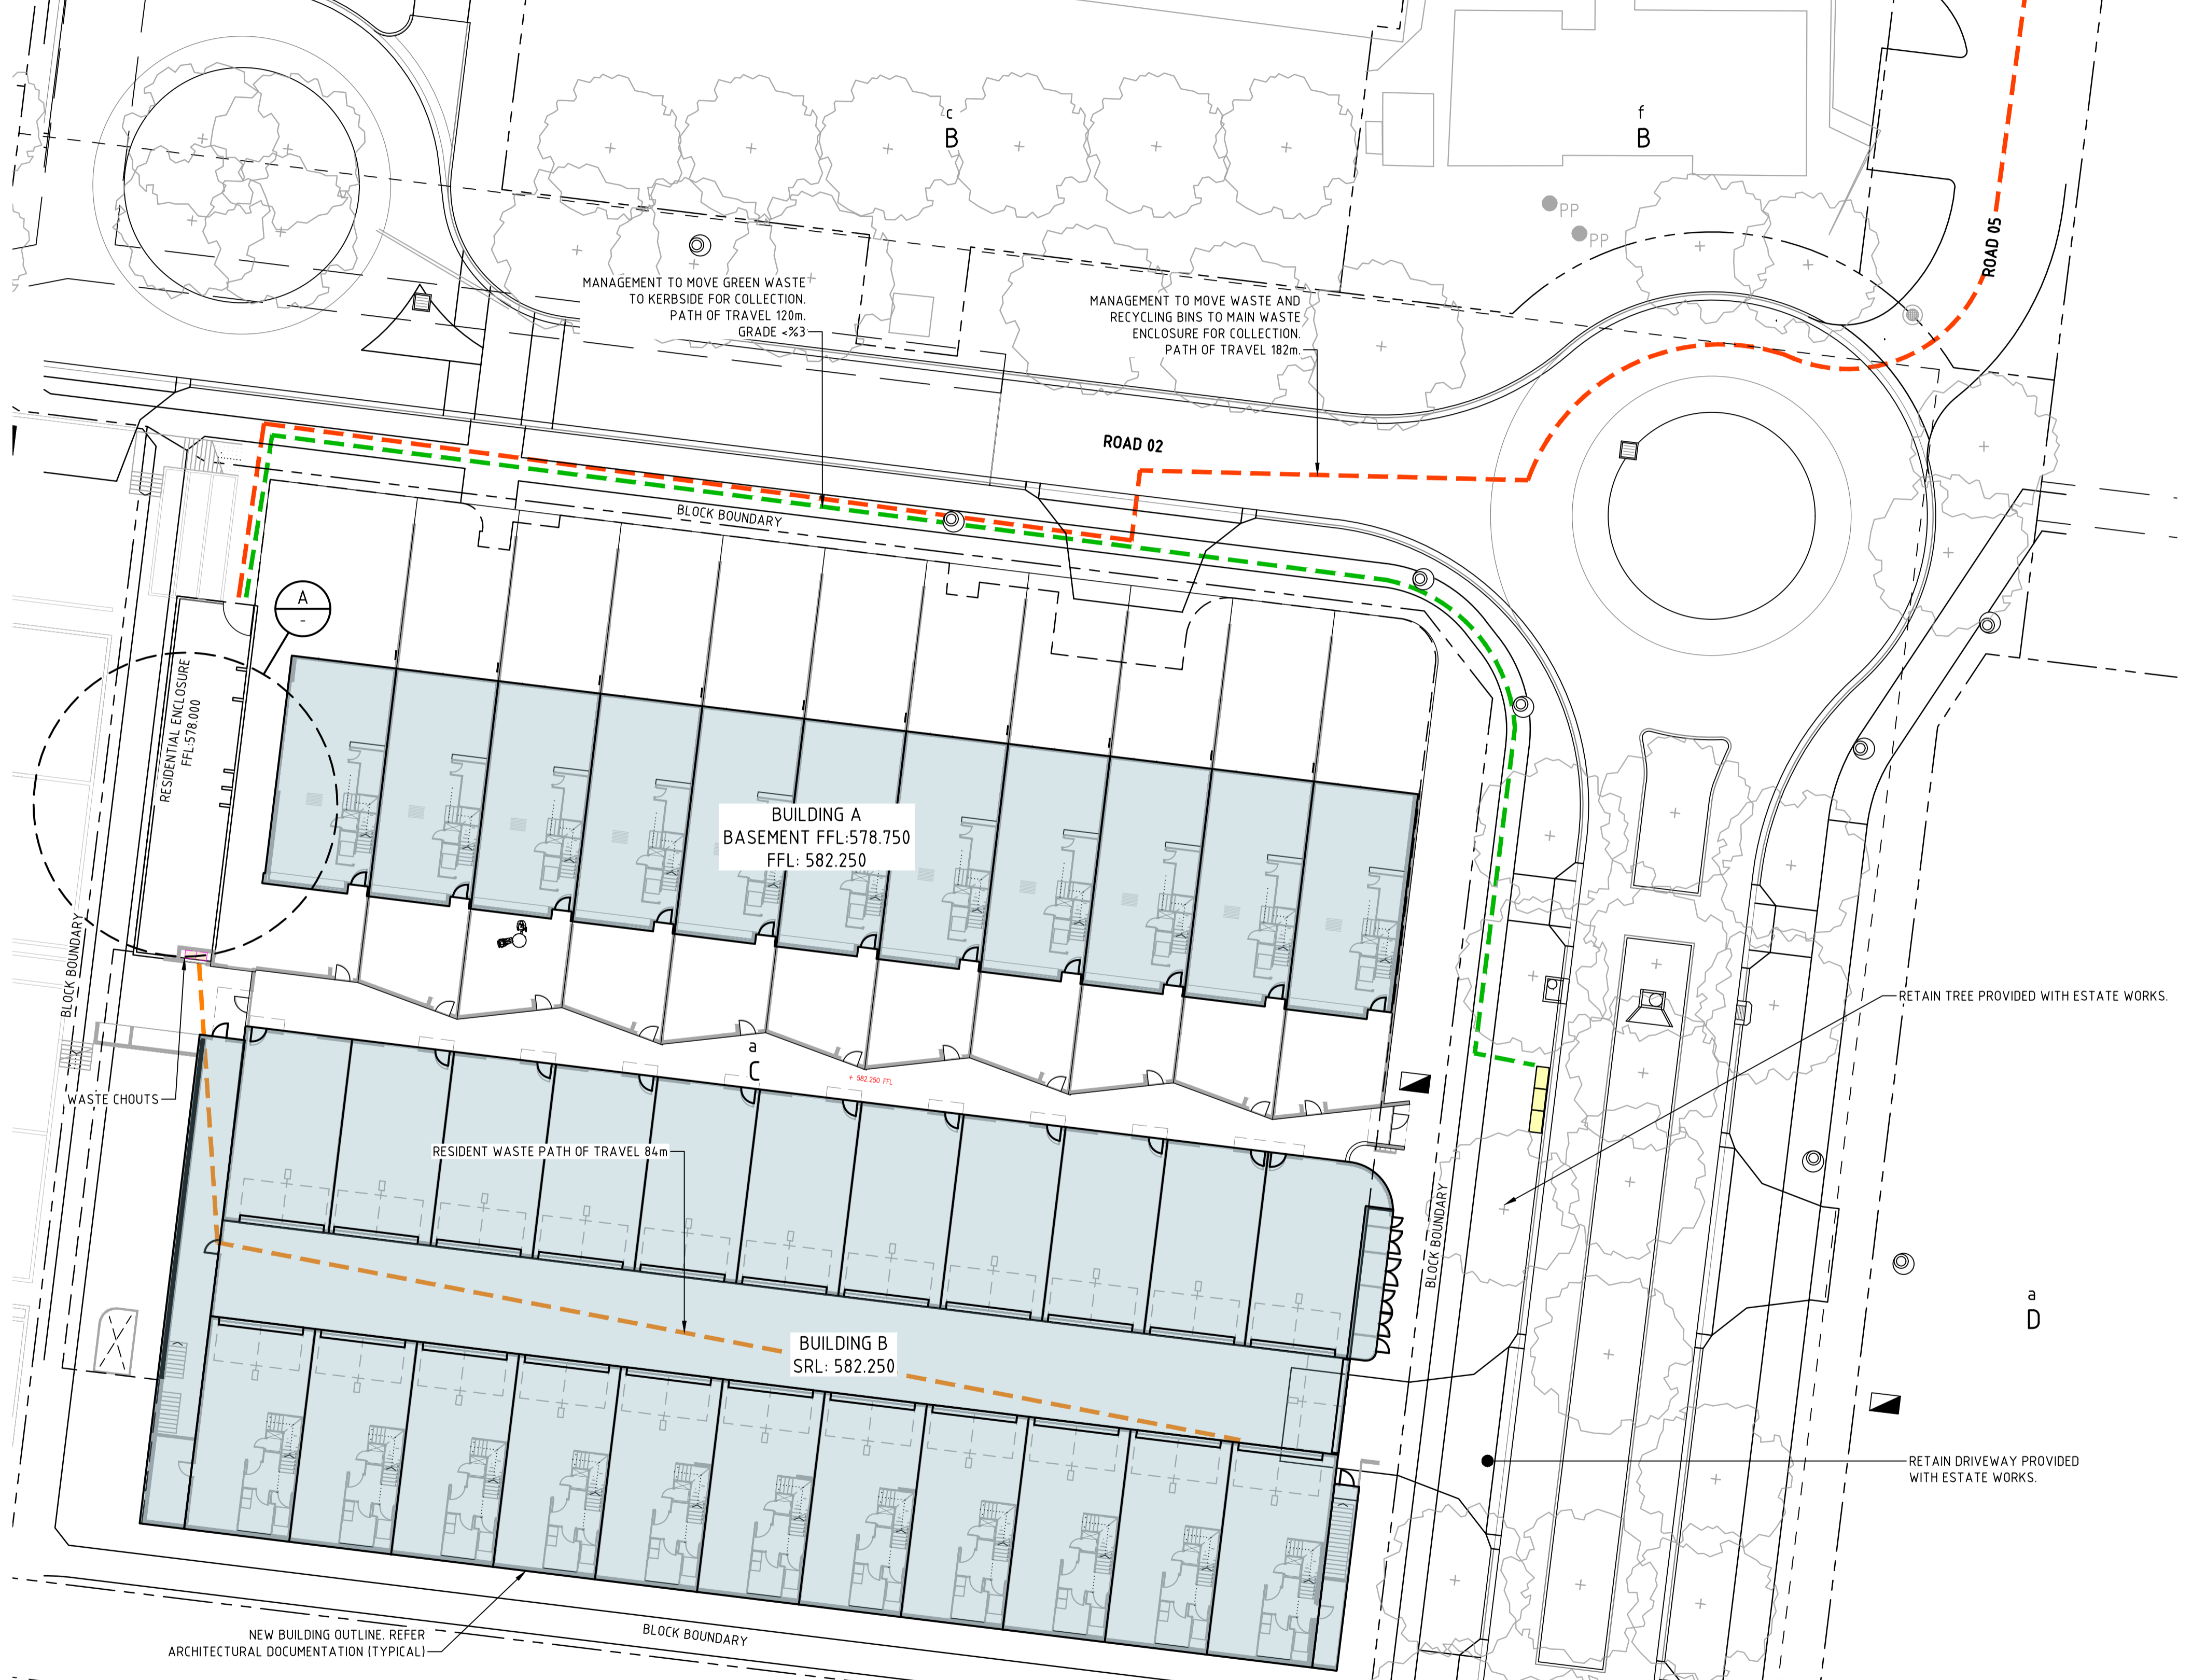 c
B
f
B
PP
PP
ROAD 05
MANAGEMENT TO MOVE GREEN WASTE
TO KERBSIDE FOR COLLECTION.
PATH OF TRAVEL 120m.
GRADE <%3
MANAGEMENT TO MOVE WASTE AND
RECYCLING BINS TO MAIN WASTE
ENCLOSURE FOR COLLECTION.
PATH OF TRAVEL 182m.
ROAD 02
BLOCK BOUNDARY
A
-
RESIDENTIAL ENCLOSURE
FFL:578.000
BUILDING A
BASEMENT FFL:578.750
FFL: 582.250
BLOCK BOUNDARY
RETAIN TREE PROVIDED WITH ESTATE WORKS.
a
C
+ 582.250 FFL
WASTE CHOUTS
RESIDENT WASTE PATH OF TRAVEL 84m
BLOCK BOUNDARY
a
D
BUILDING B
SRL: 582.250
RETAIN DRIVEWAY PROVIDED
WITH ESTATE WORKS.
NEW BUILDING OUTLINE. REFER
ARCHITECTURAL DOCUMENTATION (TYPICAL)
BLOCK BOUNDARY